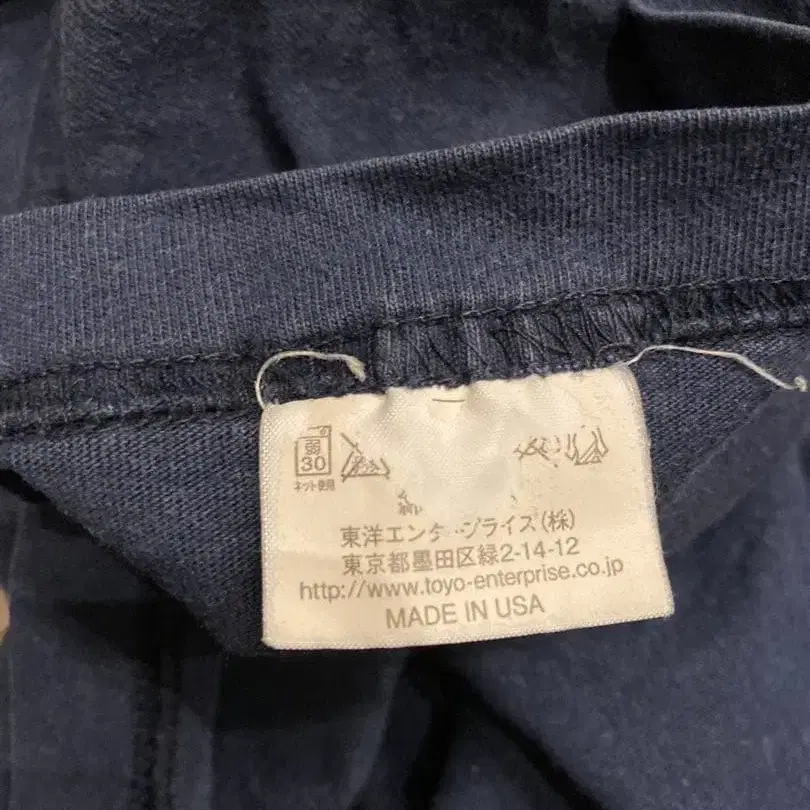 弱
30
ネット使用
東洋エンタープライズ(株)
東京都墨田区緑2-14-12
http://www.toyo-enterprise.co.jp
MADE IN USA